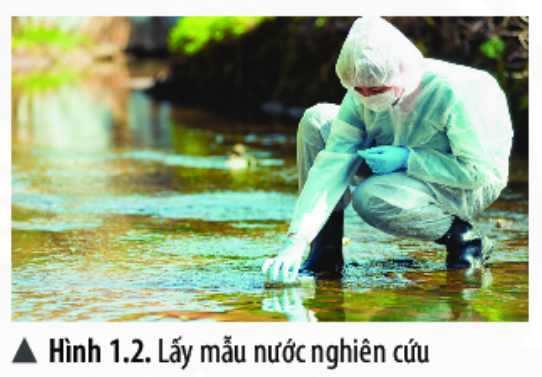 ▲ Hình 1.2. Lấy mẫu nước nghiên cứu